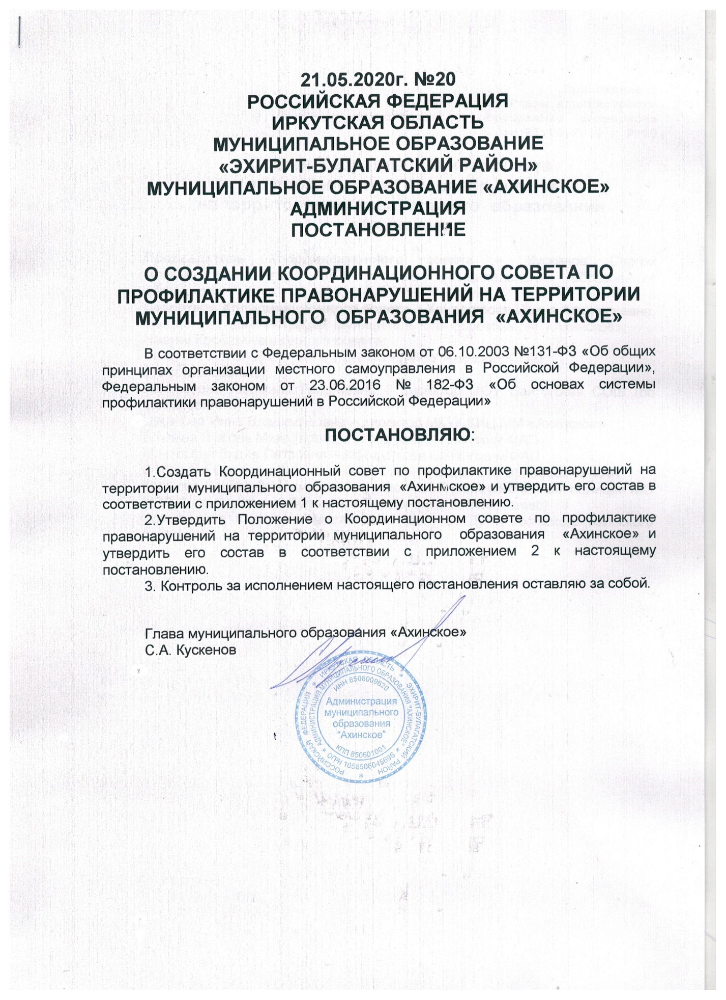 21.05.2020г. №20
РОССИЙСКАЯ ФЕДЕРАЦИЯ
ИРКУТСКАЯ ОБЛАСТЬ
МУНИЦИПАЛЬНОЕ ОБРАЗОВАНИЕ
«ЭХИРИТ-БУЛАГАТСКИЙ РАЙОН»
МУНИЦИПАЛЬНОЕ ОБРАЗОВАНИЕ «АХИНСКОЕ»
АДМИНИСТРАЦИЯ
ПОСТАНОВЛЕНИЕ
О СОЗДАНИИ КООРДИНАЦИОННОГО СОВЕТА ПО
ПРОФИЛАКТИКЕ ПРАВОНАРУШЕНИЙ НА ТЕРРИТОРИИ
МУНИЦИПАЛЬНОГО ОБРАЗОВАНИЯ «АХИНСКОЕ»
В соответствии с Федеральным законом от 06.10.2003 №131-ФЗ «Об общих
принципах организации местного самоуправления в Российской Федерации»,
Федеральным законом от 23.06.2016 № 182-ФЗ «Об основах системы
профилактики правонарушений в Российской Федерации»
ПОСТАНОВЛЯЮ:
1.Создать Координационный совет по профилактике правонарушений на
территории муниципального образования «Ахинмское» и утвердить его состав в
соответствии с приложением 1 к настоящему постановлению.
2.Утвердить Положение о Координационном совете по профилактике
правонарушений на территории муниципального образования «Ахинское» и
утвердить его состав в соответствии с приложением 2 к настоящему
постановлению.
3. Контроль за исполнением настоящего постановления оставляю за собой.
Глава муниципального образования «Ахинское»
С.А. Кускенов
РОССИЙСКАЯ ФЕДЕРАЦИЯ * ИРКУТСКАЯ ОБЛАСТЬ * ЭХИРИТ-БУЛАГАТСКИЙ РАЙОН *
АДМИНИСТРАЦИЯ МУНИЦИПАЛЬНОГО ОБРАЗОВАНИЯ "АХИНСКОЕ"
* ОГРН 1058506045696 *
ИНН 8506009620
Администрация
муниципального
образования
"Ахинское"
КПП 850601001